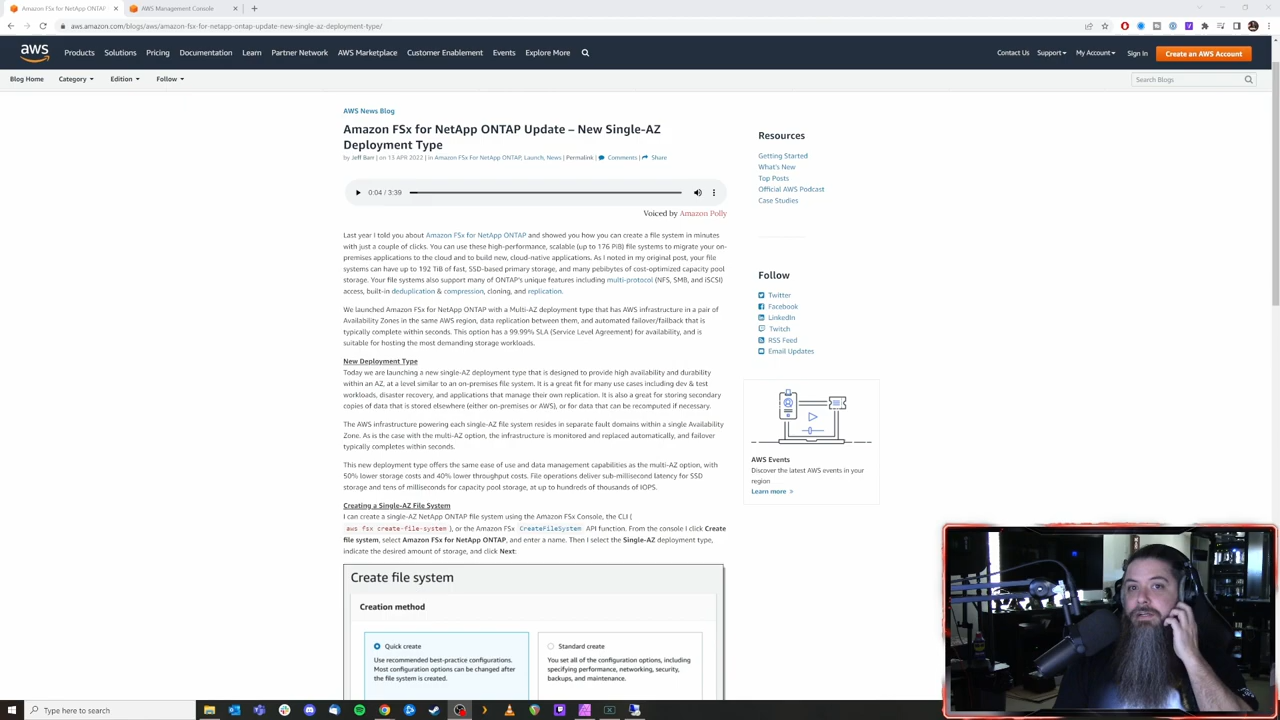 Amazon FSx for NetApp ONTAP
AWS Management Console
aws.amazon.com/blogs/aws/amazon-fsx-for-netapp-ontap-update-new-single-az-deployment-type/
aws
Products
Solutions
Pricing
Documentation
Learn
Partner Network
AWS Marketplace
Customer Enablement
Events
Explore More
Contact Us
Support
My Account
Sign In
Create an AWS Account
Blog Home
Category
Edition
Follow
Search Blogs
AWS News Blog
Amazon FSx for NetApp ONTAP Update – New Single-AZ
Deployment Type
by Jeff Barr | on 13 APR 2022 | in Amazon FSx For NetApp ONTAP, Launch, News | Permalink | Comments | Share
0:04 / 3:39
Voiced by Amazon Polly
Last year I told you about Amazon FSx for NetApp ONTAP and showed you how you can create a file system in minutes
with just a couple of clicks. You can use these high-performance, scalable (up to 176 PiB) file systems to migrate your on-
premises applications to the cloud and to build new, cloud-native applications. As I noted in my original post, your file
systems can have up to 192 TiB of fast, SSD-based primary storage, and many pebibytes of cost-optimized capacity pool
storage. Your file systems also support many of ONTAP's unique features including multi-protocol (NFS, SMB, and iSCSI)
access, built-in deduplication & compression, cloning, and replication.
We launched Amazon FSx for NetApp ONTAP with a Multi-AZ deployment type that has AWS infrastructure in a pair of
Availability Zones in the same AWS region, data replication between them, and automated failover/failback that is
typically complete within seconds. This option has a 99.99% SLA (Service Level Agreement) for availability, and is
suitable for hosting the most demanding storage workloads.
New Deployment Type
Today we are launching a new single-AZ deployment type that is designed to provide high availability and durability
within an AZ, at a level similar to an on-premises file system. It is a great fit for many use cases including dev & test
workloads, disaster recovery, and applications that manage their own replication. It is also a great for storing secondary
copies of data that is stored elsewhere (either on-premises or AWS), or for data that can be recomputed if necessary.
The AWS infrastructure powering each single-AZ file system resides in separate fault domains within a single Availability
Zone. As is the case with the multi-AZ option, the infrastructure is monitored and replaced automatically, and failover
typically completes within seconds.
This new deployment type offers the same ease of use and data management capabilities as the multi-AZ option, with
50% lower storage costs and 40% lower throughput costs. File operations deliver sub-millisecond latency for SSD
storage and tens of milliseconds for capacity pool storage, at up to hundreds of thousands of IOPS.
Creating a Single-AZ File System
I can create a single-AZ NetApp ONTAP file system using the Amazon FSx Console, the CLI (
aws fsx create-file-system ), or the Amazon FSx CreateFileSystem API function. From the console I click Create
file system, select Amazon FSx for NetApp ONTAP, and enter a name. Then I select the Single-AZ deployment type,
indicate the desired amount of storage, and click Next:
Create file system
Creation method
Quick create
Use recommended best-practice configurations.
Most configuration options can be changed after
the file system is created.
Standard create
You set all of the configuration options, including
specifying performance, networking, security,
backups, and maintenance.
Resources
Getting Started
What's New
Top Posts
Official AWS Podcast
Case Studies
Follow
Twitter
Facebook
LinkedIn
Twitch
RSS Feed
Email Updates
AWS Events
Discover the latest AWS events in your
region
Learn more »
Type here to search